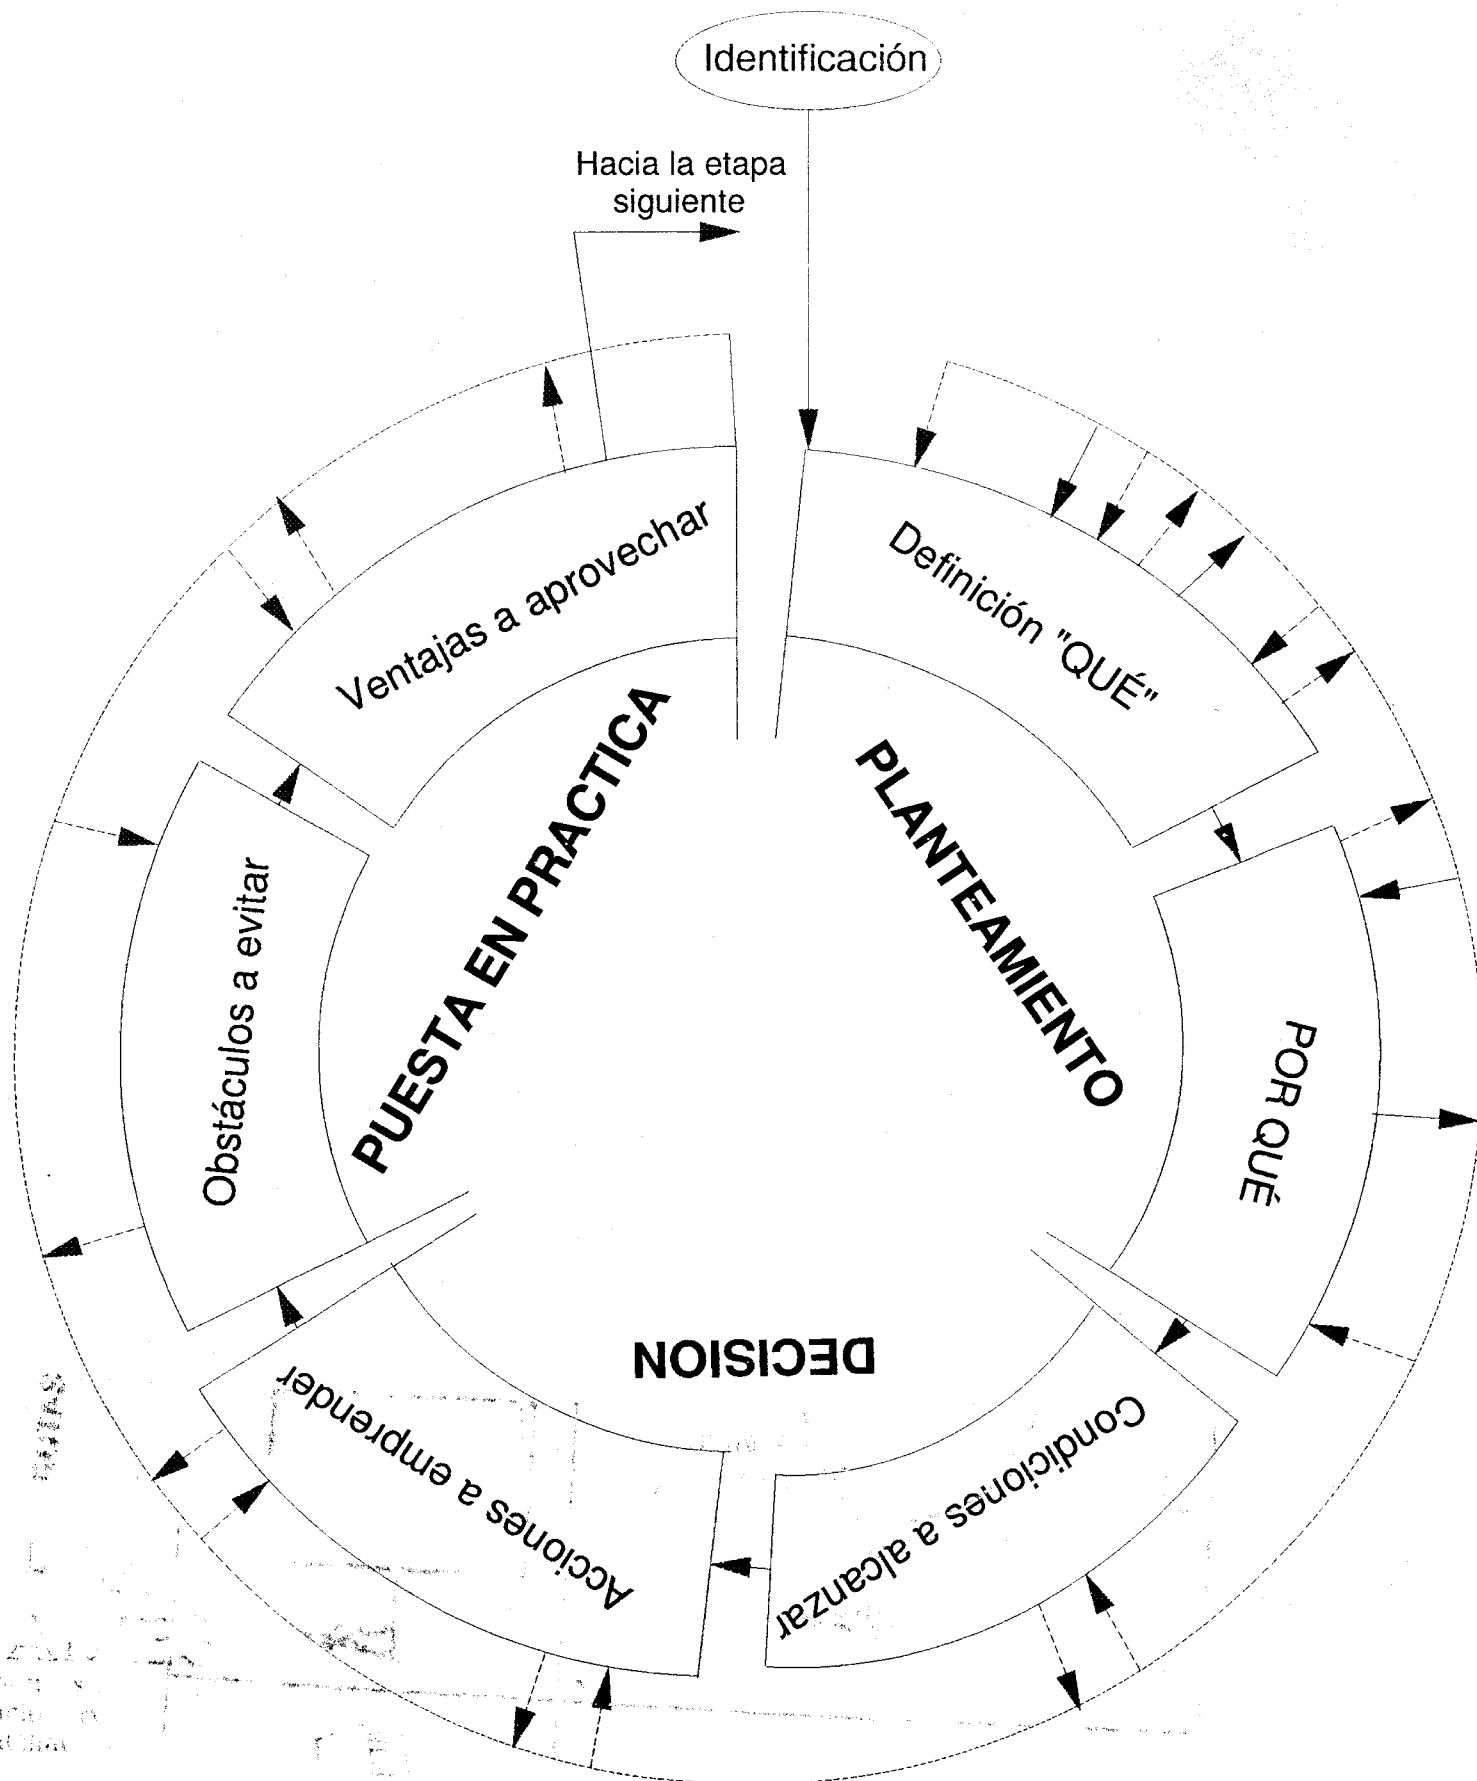 Identificación
Hacia la etapa
siguiente
Definición "QUÉ"
POR QUÉ
Condiciones a alcanzar
Acciones a emprender
Obstáculos a evitar
Ventajas a aprovechar
PLANTEAMIENTO
DECISION
PUESTA EN PRACTICA